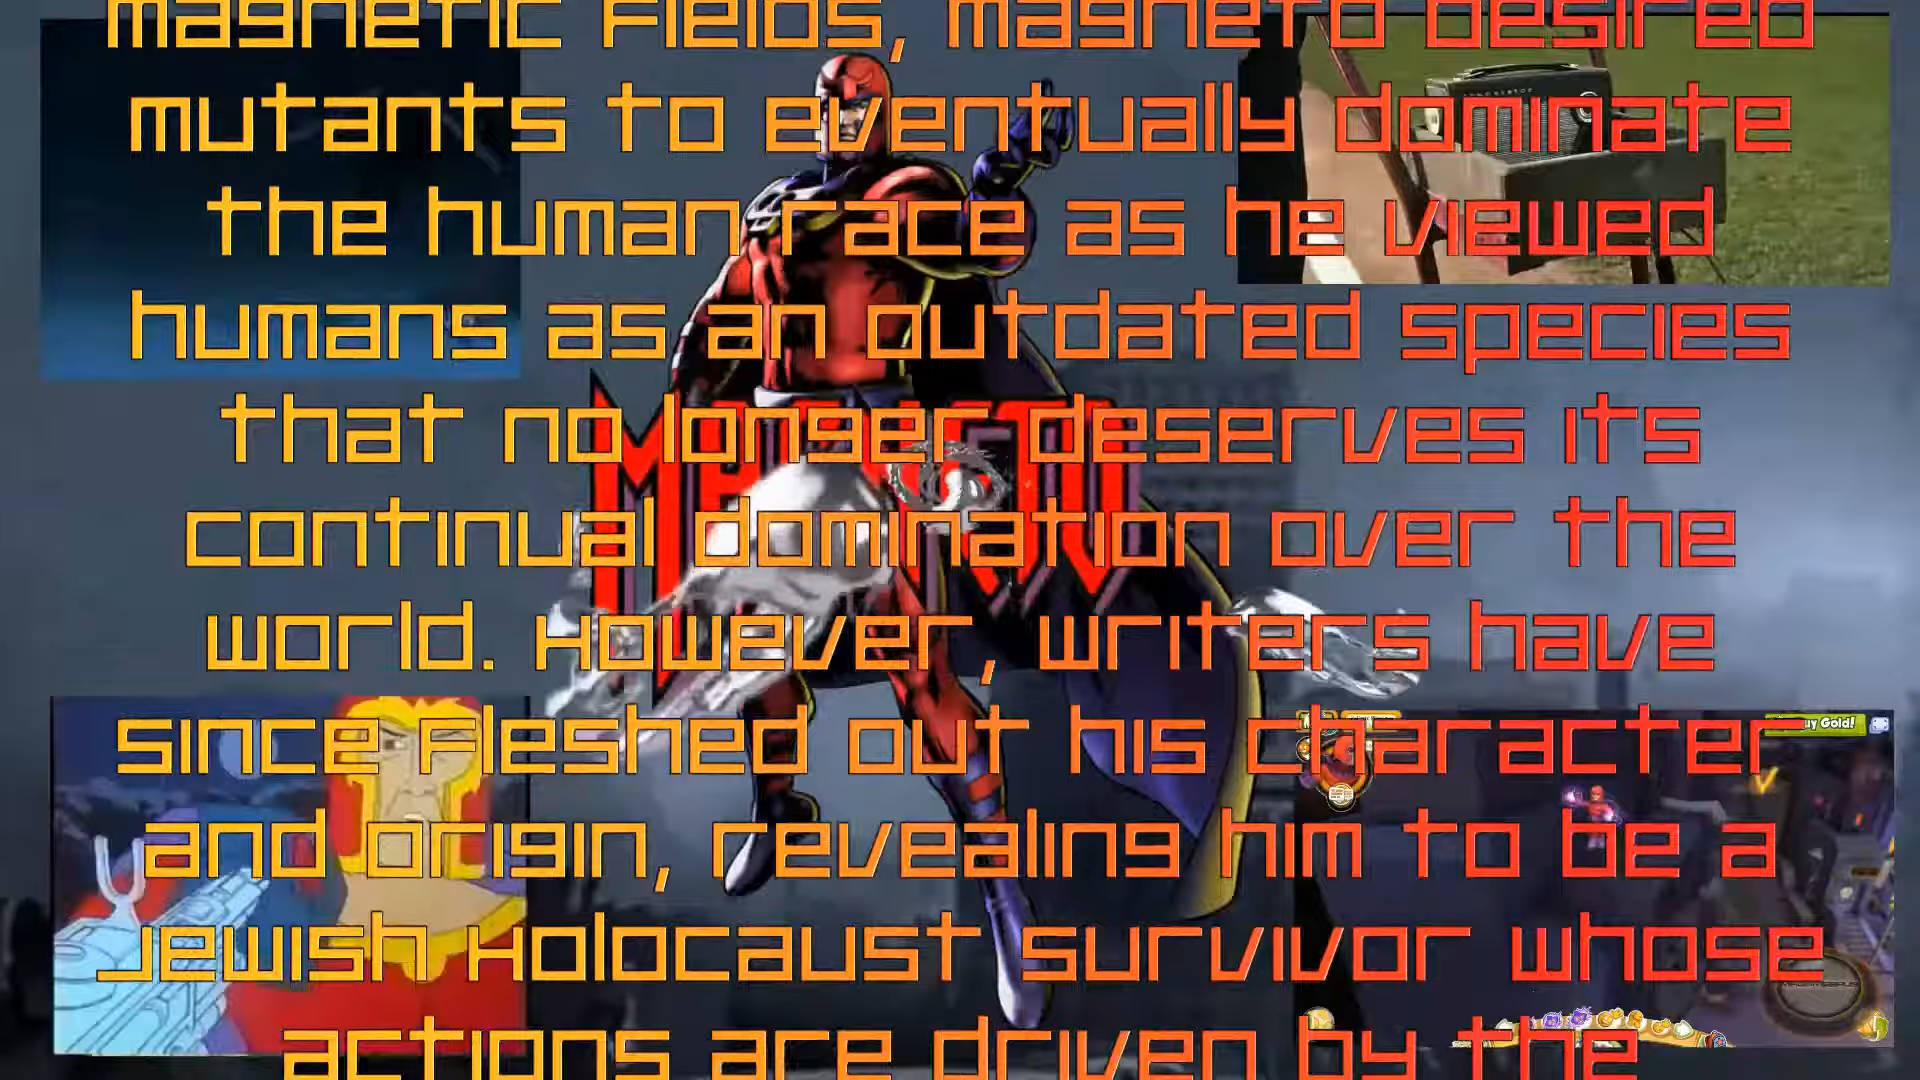 magnetic fields, magneto desired
mutants to eventually dominate
the human race as he viewed
humans as an outdated species
that no longer deserves its
continual domination over the
world. However, writers have
since fleshed out his character
and origin, revealing him to be a
Jewish Holocaust survivor whose
actions are driven by the
Buy Gold!